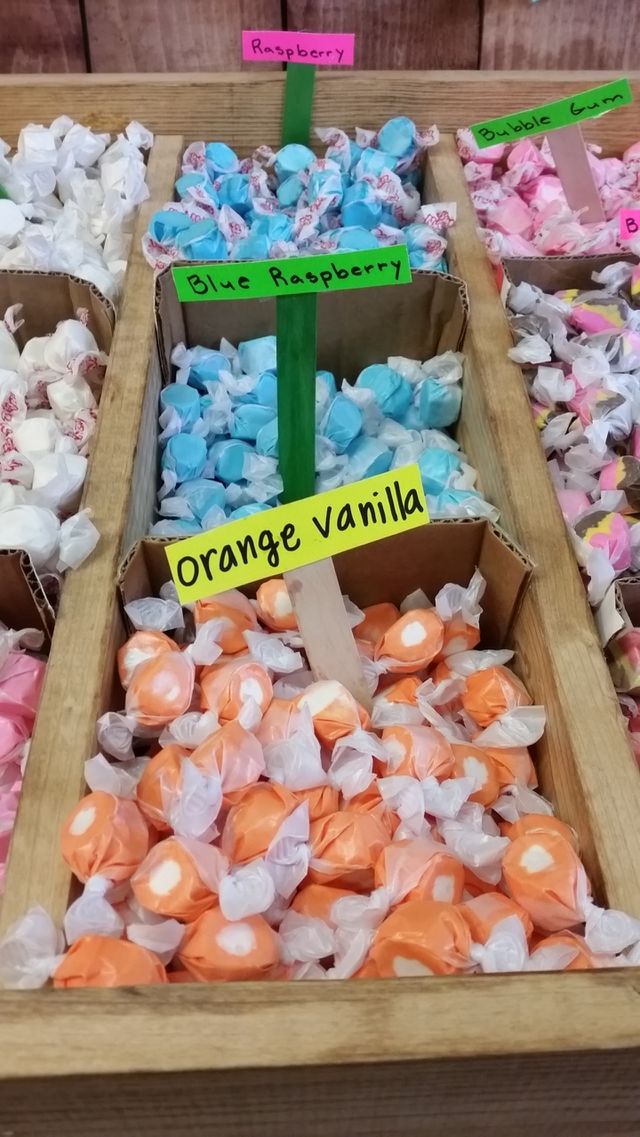 Raspberry
Bubble Gum
B
Blue Raspberry
orange vanilla